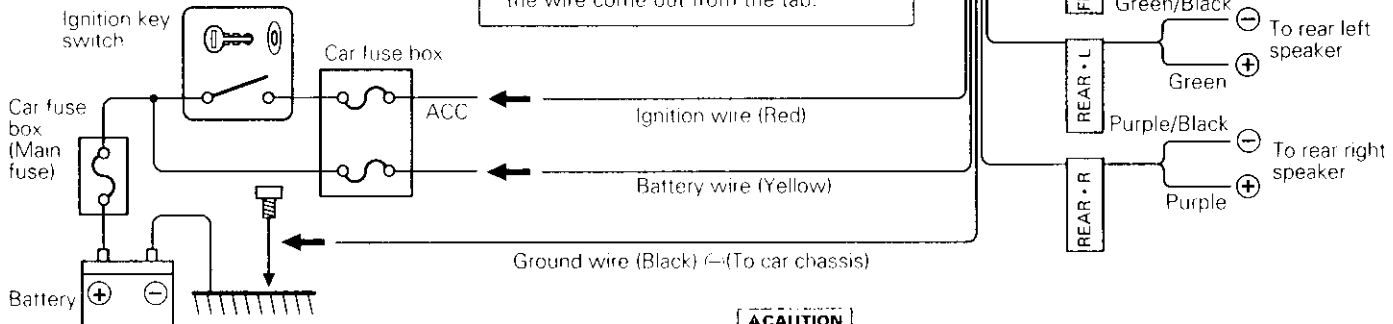 the wire come out from the tab.
Ignition key
switch
Car fuse box
Car fuse
box
(Main
fuse)
ACC
Ignition wire (Red)
Battery wire (Yellow)
Ground wire (Black) ⊖ (To car chassis)
Battery
⊕ ⊖
Green/Black
⊖
To rear left
speaker
⊕
Green
REAR • L
Purple/Black
⊖
To rear right
speaker
⊕
Purple
REAR • R
⚠CAUTION